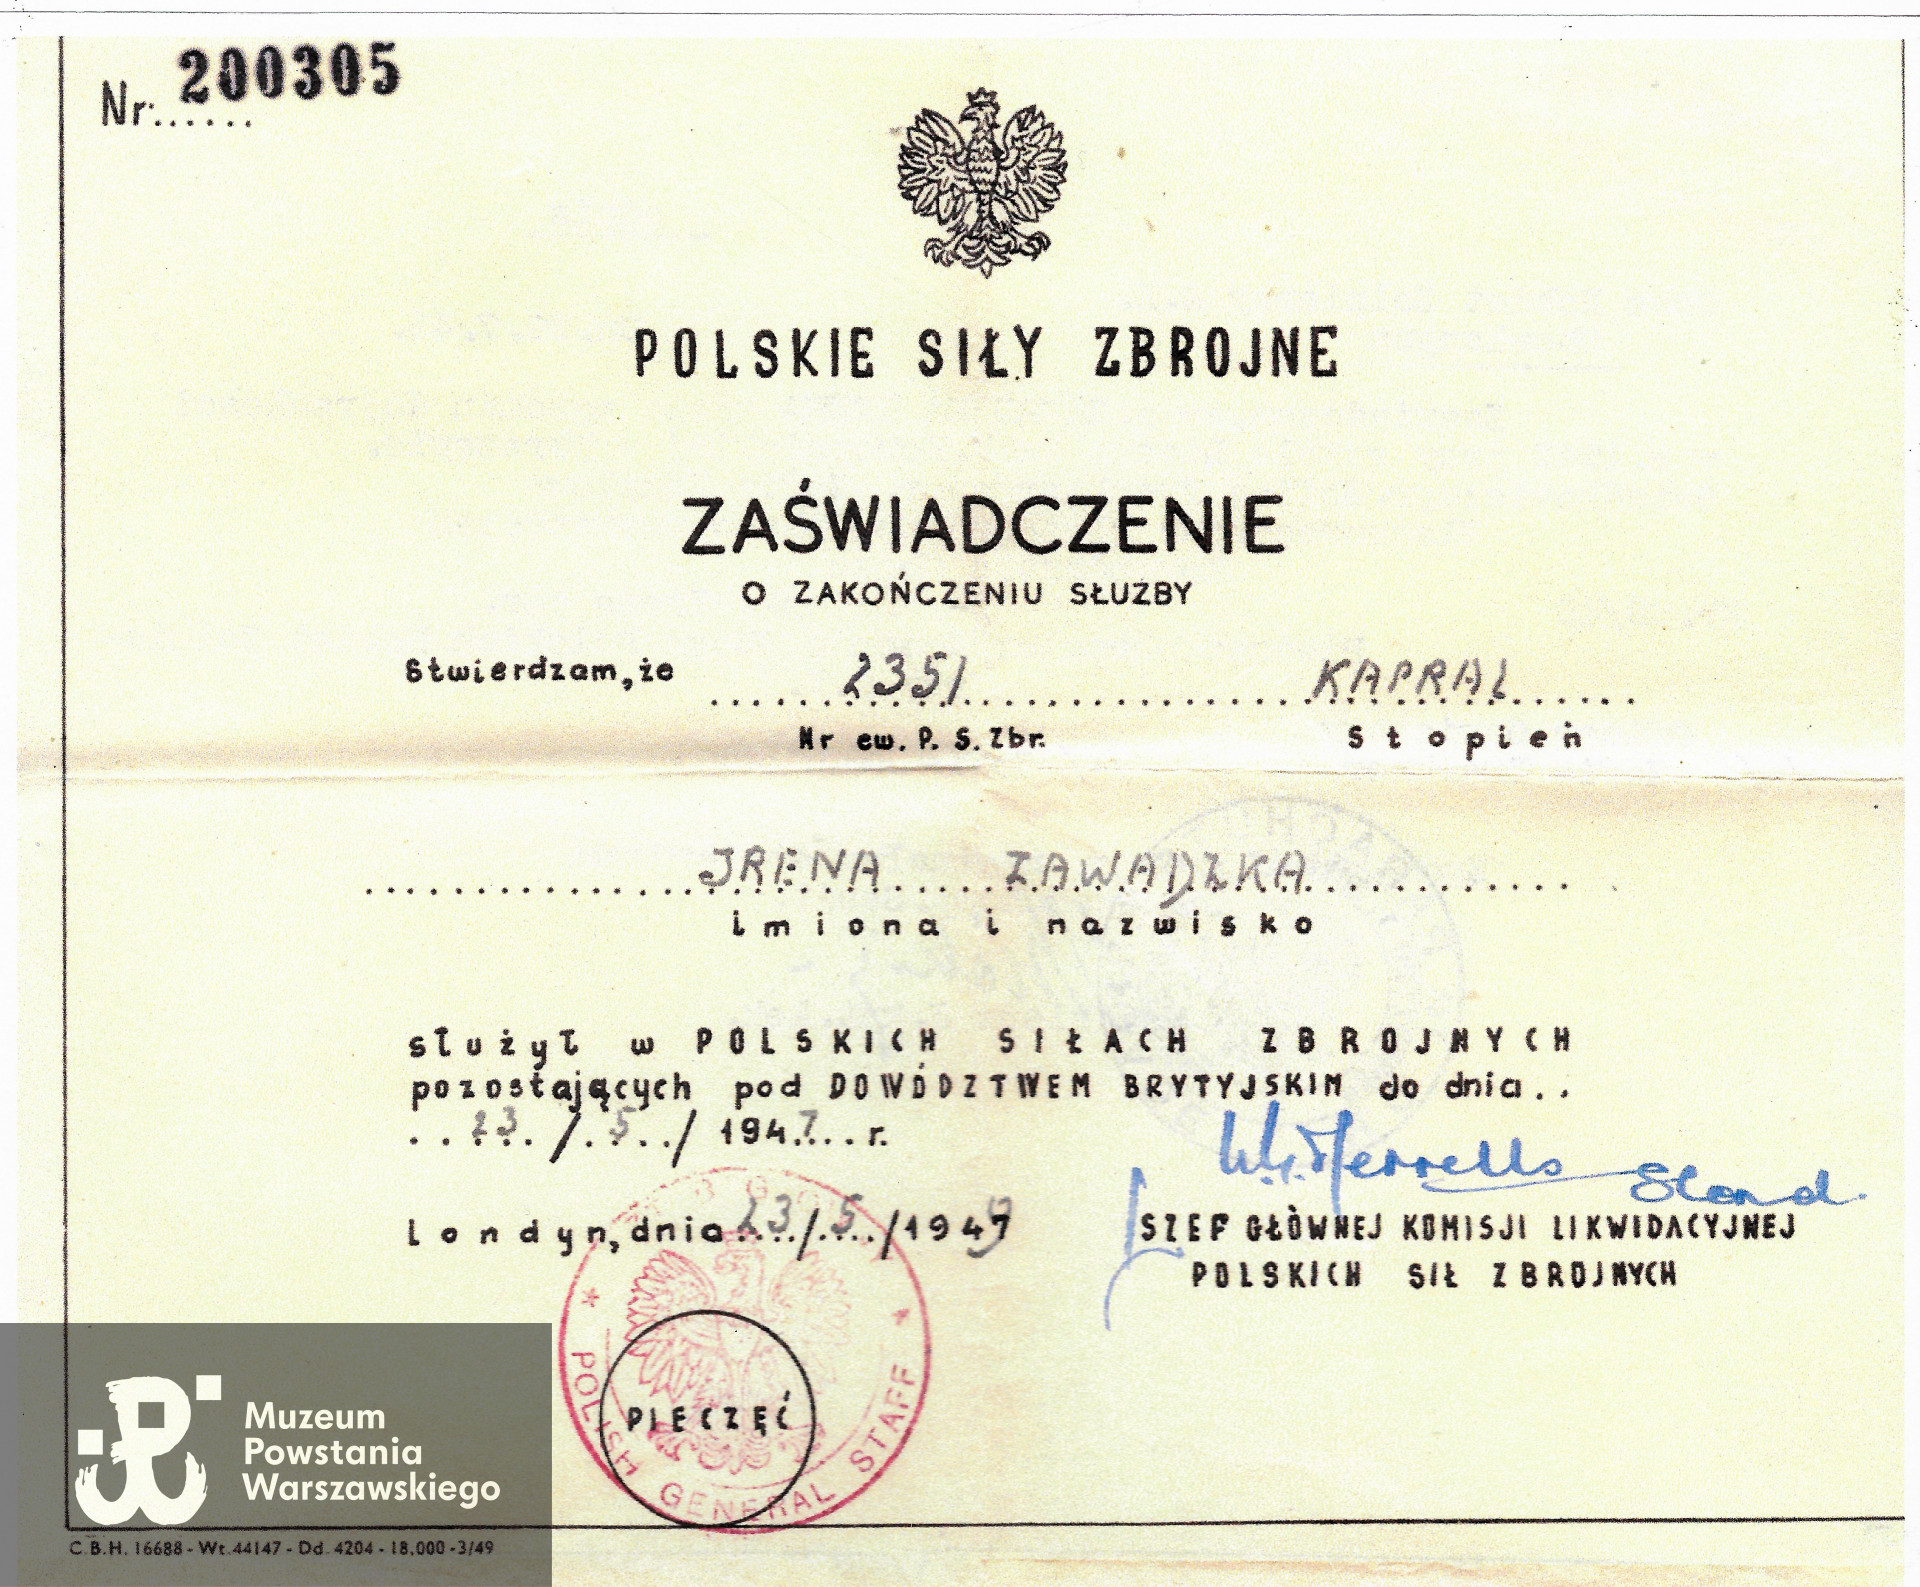 Nr. 200305
POLSKIE SIŁY ZBROJNE
ZAŚWIADCZENIE
O ZAKOŃCZENIU SŁUŻBY
Stwierdzam, że 2351 KAPRAL
Nr ew. P. S. Zbr. Stopień
IRENA ZAWADZKA
imiona i nazwisko
służył w POLSKICH SIŁACH ZBROJNYCH
pozostających pod DOWÓDZTWEM BRYTYJSKIM do dnia..
23/5/1947 r.
Londyn, dnia 23/5/1949
SZEF GŁÓWNEJ KOMISJI LIKWIDACYJNEJ
POLSKICH SIŁ ZBROJNYCH
PIECZĘĆ
* POLISH GENERAL STAFF *
Muzeum
Powstania
Warszawskiego
C.B.H. 16688 - Wt. 44147 - Dd. 4204 - 18,000 - 3/49